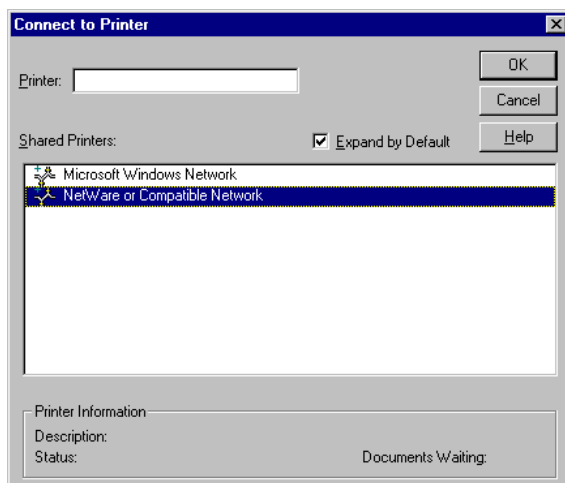 Connect to Printer
Printer:
OK
Cancel
Shared Printers:
Expand by Default
Help
Microsoft Windows Network
NetWare or Compatible Network
Printer Information
Description:
Status:
Documents Waiting: